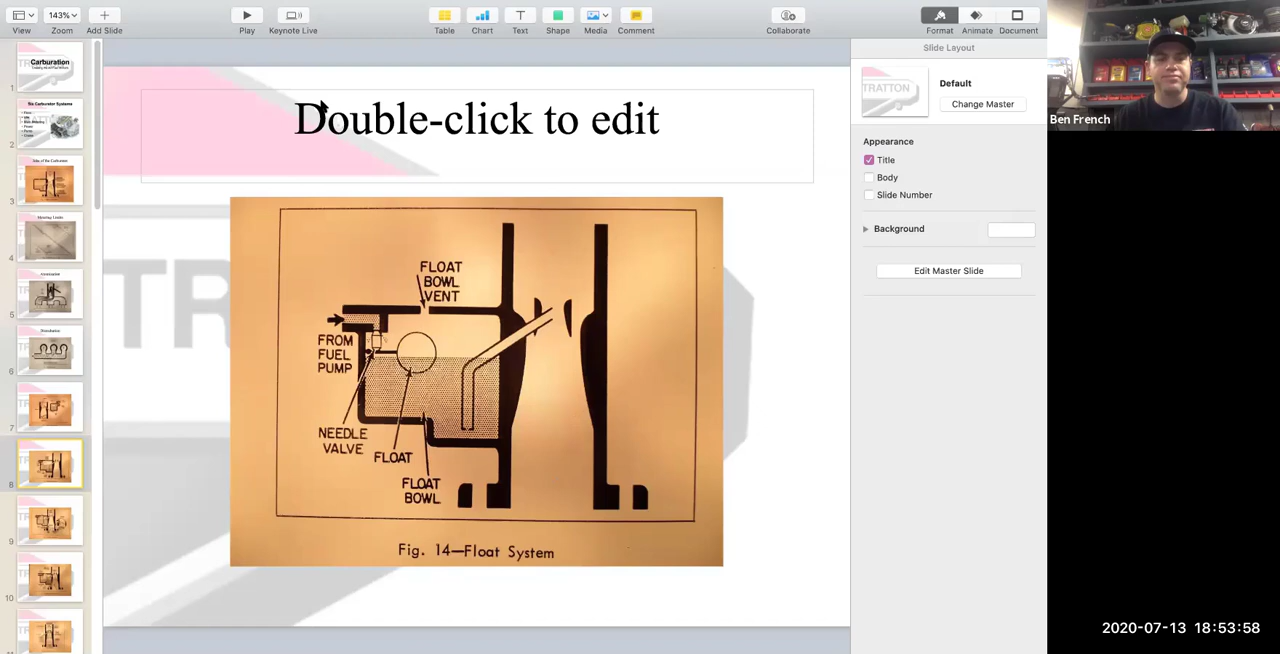 View
143%
Zoom
Add Slide
Play
Keynote Live
Table
Chart
Text
Shape
Media
Comment
Collaborate
Format
Animate
Document
Slide Layout
TRATTON
Default
Change Master
Appearance
Title
Body
Slide Number
Background
Edit Master Slide
Carburation
1
Six Carburetor Systems
2
3
4
5
6
7
8
9
10
Double-click to edit
FLOAT
BOWL
VENT
FROM
FUEL
PUMP
NEEDLE
VALVE
FLOAT
FLOAT
BOWL
Fig. 14—Float System
Ben French
2020-07-13 18:53:58